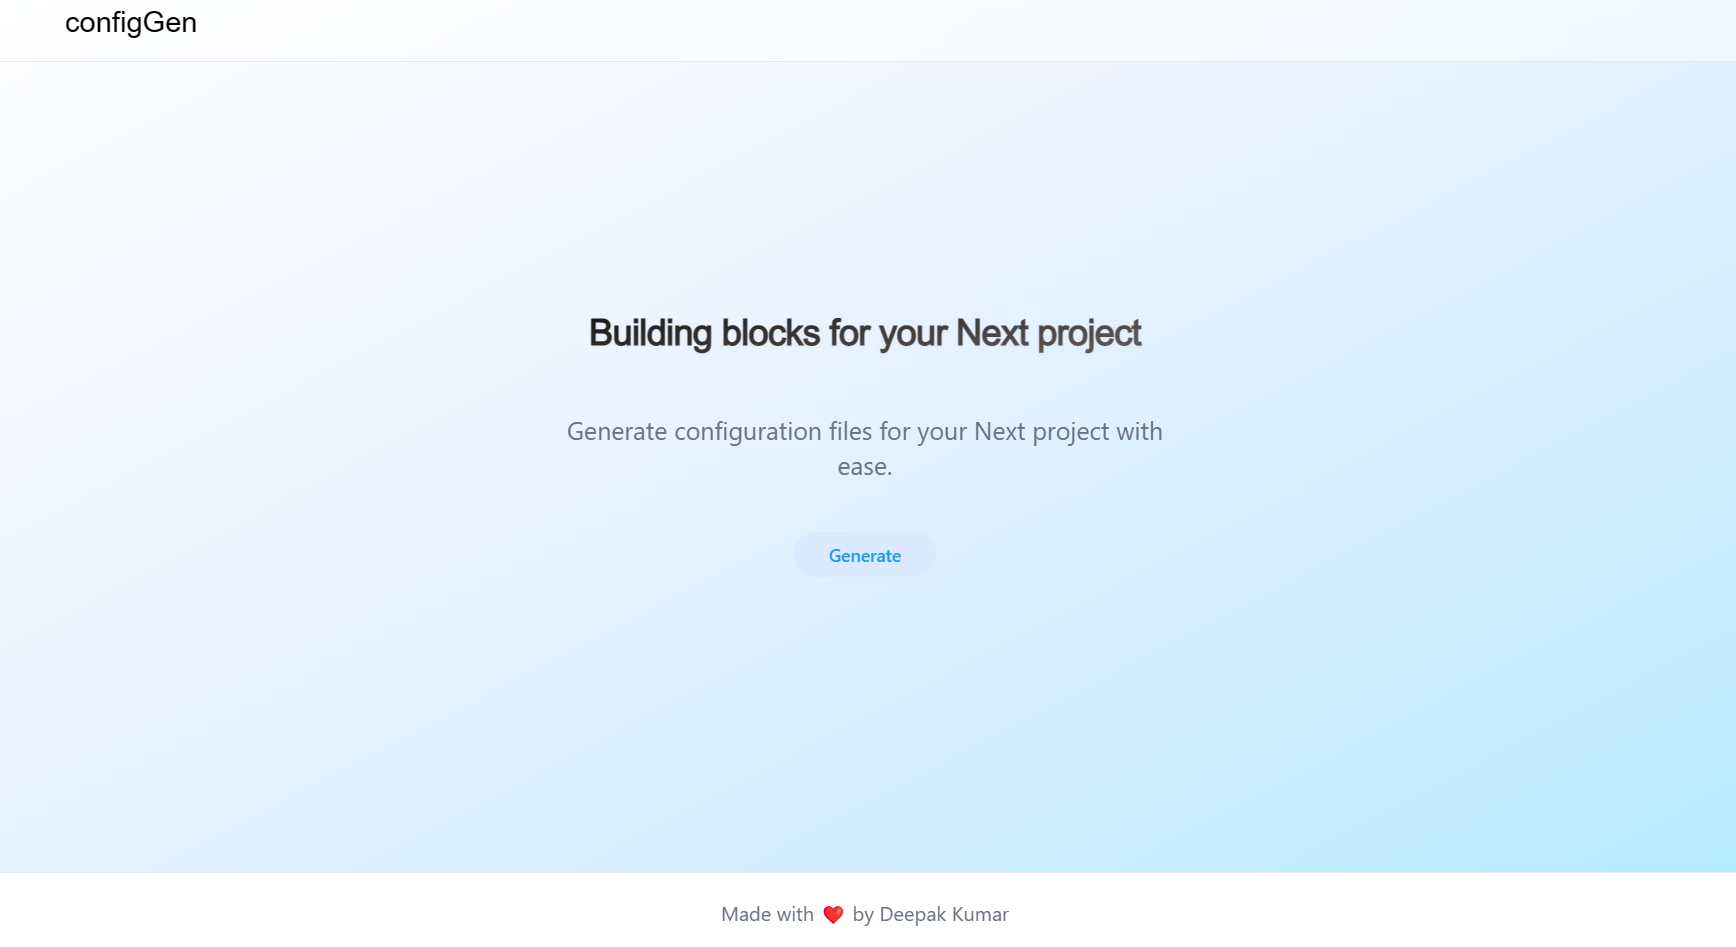 configGen
Building blocks for your Next project
Generate configuration files for your Next project with
ease.
Generate
Made with ❤️ by Deepak Kumar